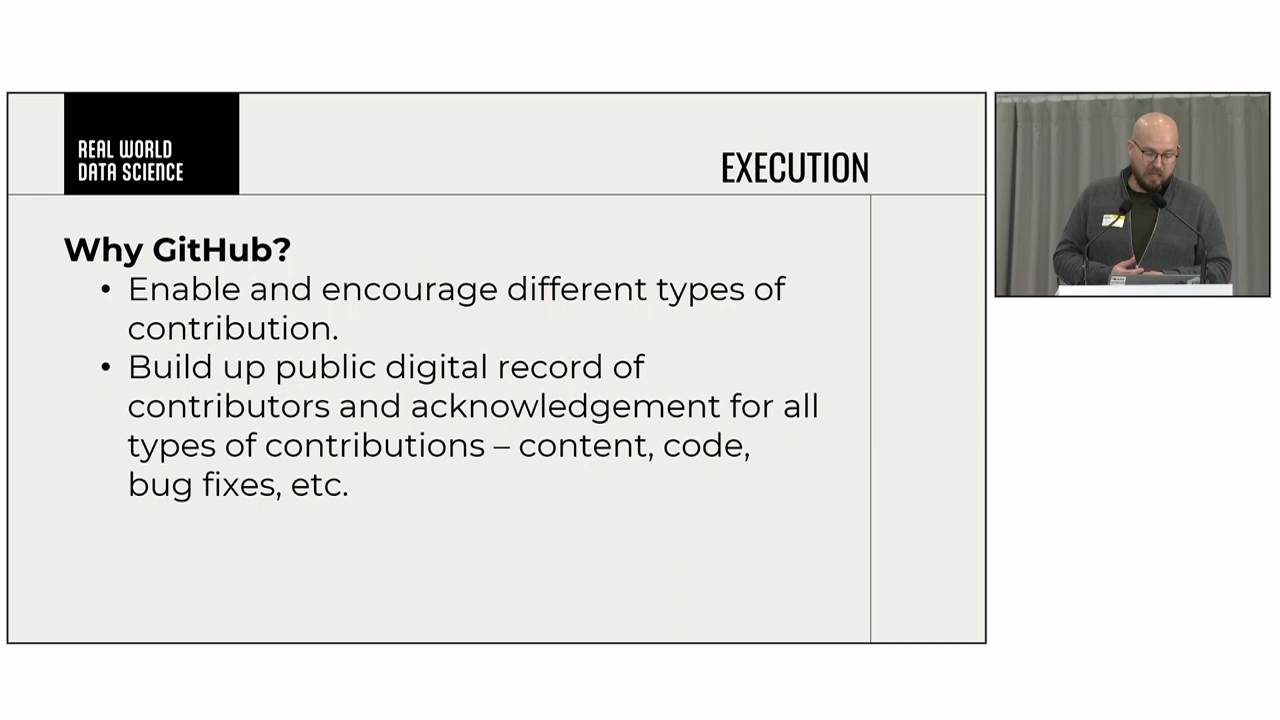 REAL WORLD
DATA SCIENCE
EXECUTION
Why GitHub?
• Enable and encourage different types of
contribution.
• Build up public digital record of
contributors and acknowledgement for all
types of contributions – content, code,
bug fixes, etc.